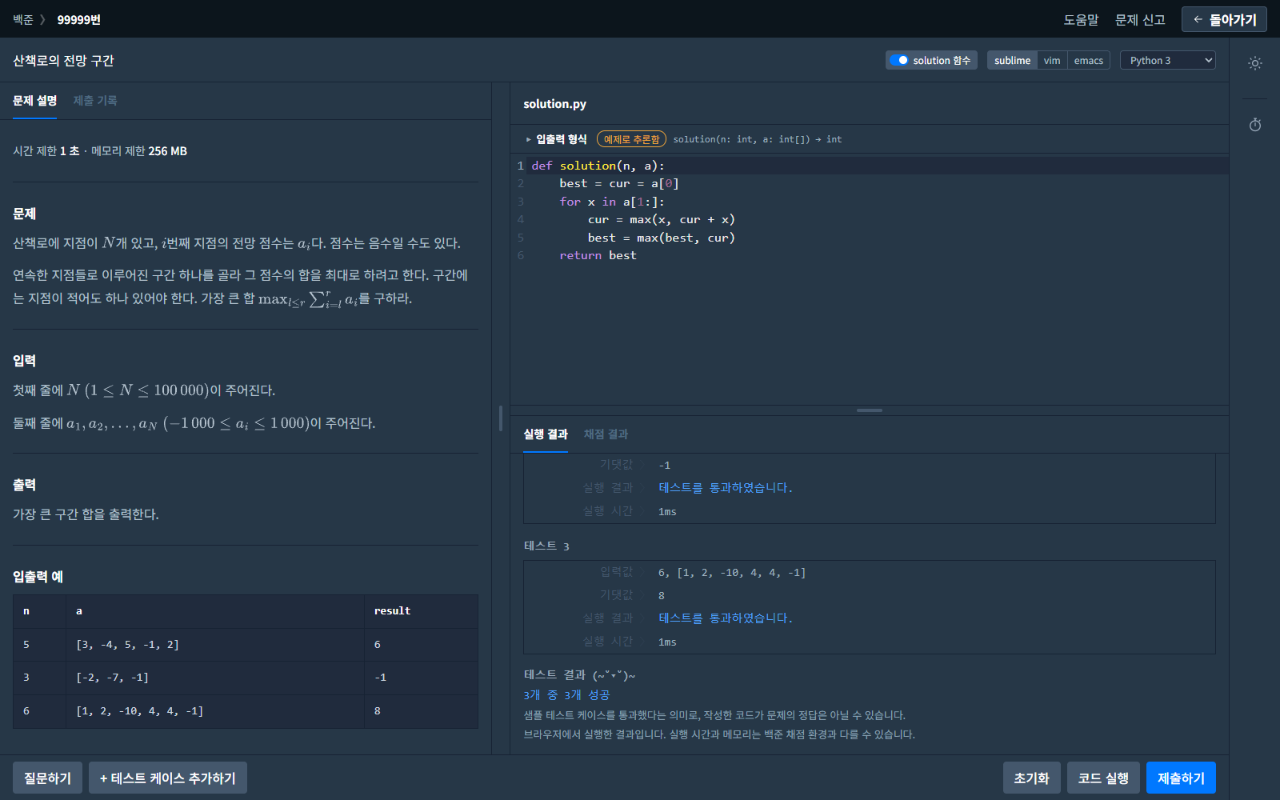 백준 〉 99999번
도움말 문제 신고 ← 돌아가기
산책로의 전망 구간
solution 함수 sublime vim emacs Python 3
문제 설명 제출 기록
시간 제한 1 초 · 메모리 제한 256 MB
문제
산책로에 지점이 N개 있고, i번째 지점의 전망 점수는 a_i다. 점수는 음수일 수도 있다.
연속한 지점들로 이루어진 구간 하나를 골라 그 점수의 합을 최대로 하려고 한다. 구간에
는 지점이 적어도 하나 있어야 한다. 가장 큰 합 max_{l≤r} ∑_{i=l}^{r} a_i를 구하라.
입력
첫째 줄에 N (1 ≤ N ≤ 100 000)이 주어진다.
둘째 줄에 a_1, a_2, . . . , a_N (−1 000 ≤ a_i ≤ 1 000)이 주어진다.
출력
가장 큰 구간 합을 출력한다.
입출력 예
n a result
5 [3, -4, 5, -1, 2] 6
3 [-2, -7, -1] -1
6 [1, 2, -10, 4, 4, -1] 8
solution.py
▸ 입출력 형식 예제로 추론함 solution(n: int, a: int[]) → int
1 def solution(n, a):
2 best = cur = a[0]
3 for x in a[1:]:
4 cur = max(x, cur + x)
5 best = max(best, cur)
6 return best
실행 결과 채점 결과
기댓값 -1
실행 결과 테스트를 통과하였습니다.
실행 시간 1ms
테스트 3
입력값 6, [1, 2, -10, 4, 4, -1]
기댓값 8
실행 결과 테스트를 통과하였습니다.
실행 시간 1ms
테스트 결과 (~˘▾˘)~
3개 중 3개 성공
샘플 테스트 케이스를 통과했다는 의미로, 작성한 코드가 문제의 정답은 아닐 수 있습니다.
브라우저에서 실행한 결과입니다. 실행 시간과 메모리는 백준 채점 환경과 다를 수 있습니다.
질문하기 + 테스트 케이스 추가하기
초기화 코드 실행 제출하기